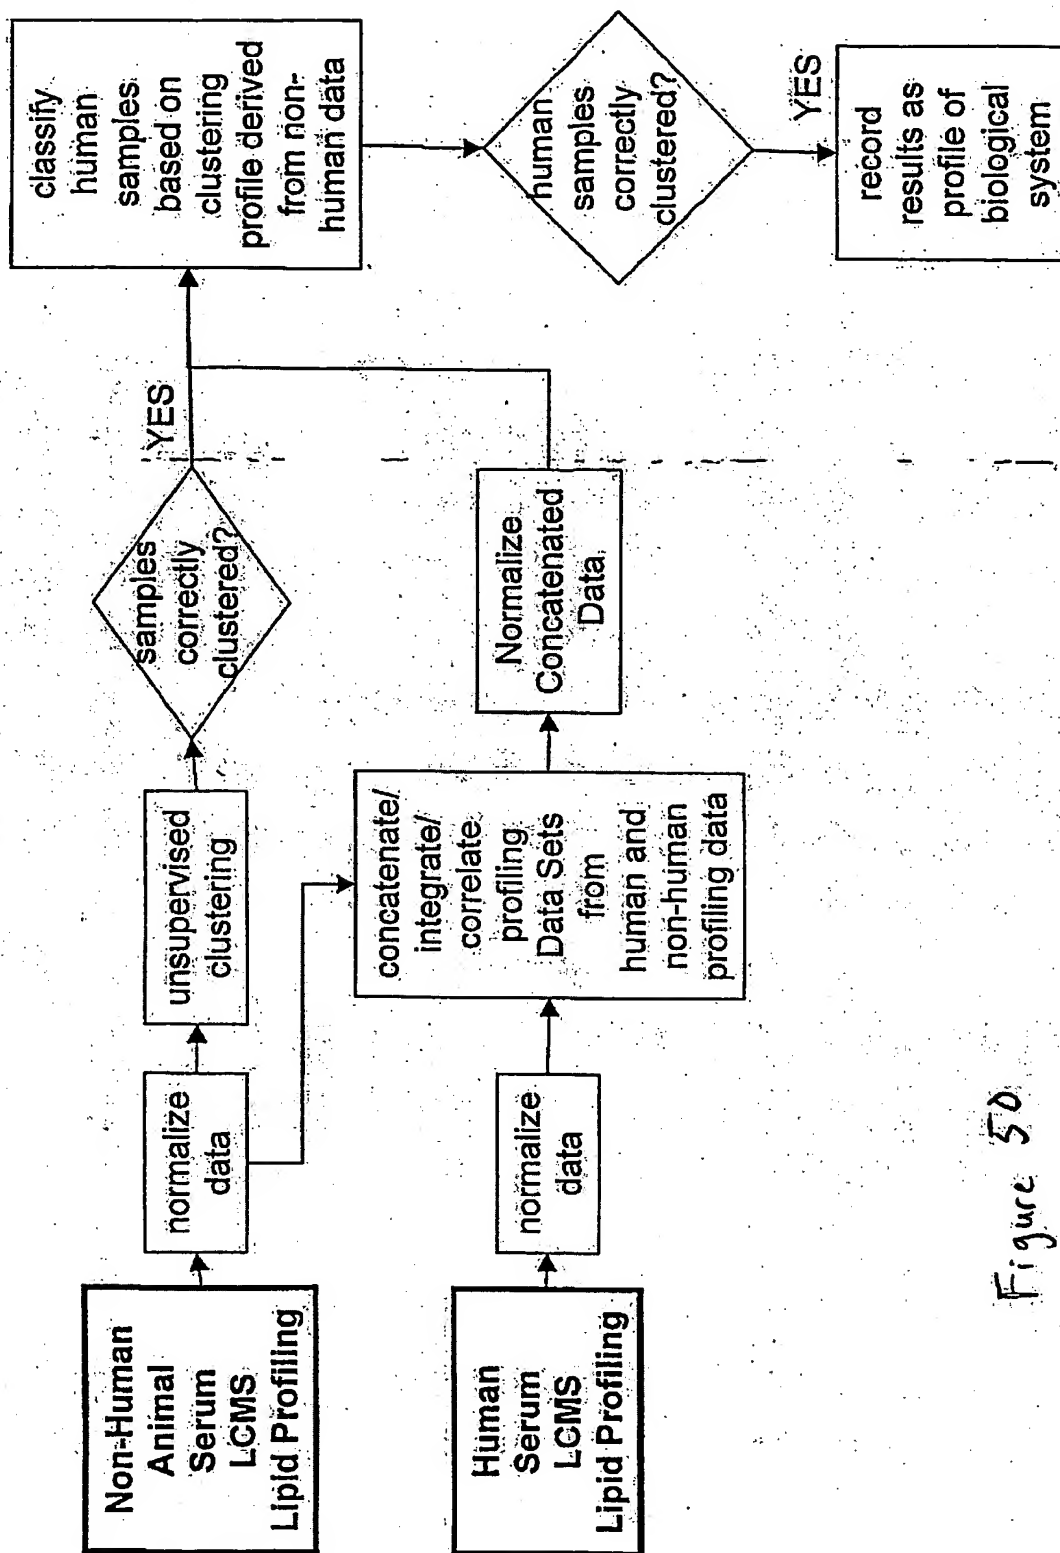 Non-Human
Animal
Serum
LCMS
Lipid Profiling
normalize
data
unsupervised
clustering
samples
correctly
clustered?
YES
classify
human
samples
based on
clustering
profile derived
from non-
human data
Human
Serum
LCMS
Lipid Profiling
normalize
data
concatenate/
integrate/
correlate
profiling
Data Sets
from
human and
non-human
profiling data
Normalize
Concatenated
Data
human
samples
correctly
clustered?
YES
record
results as
profile of
biological
system
Figure 50